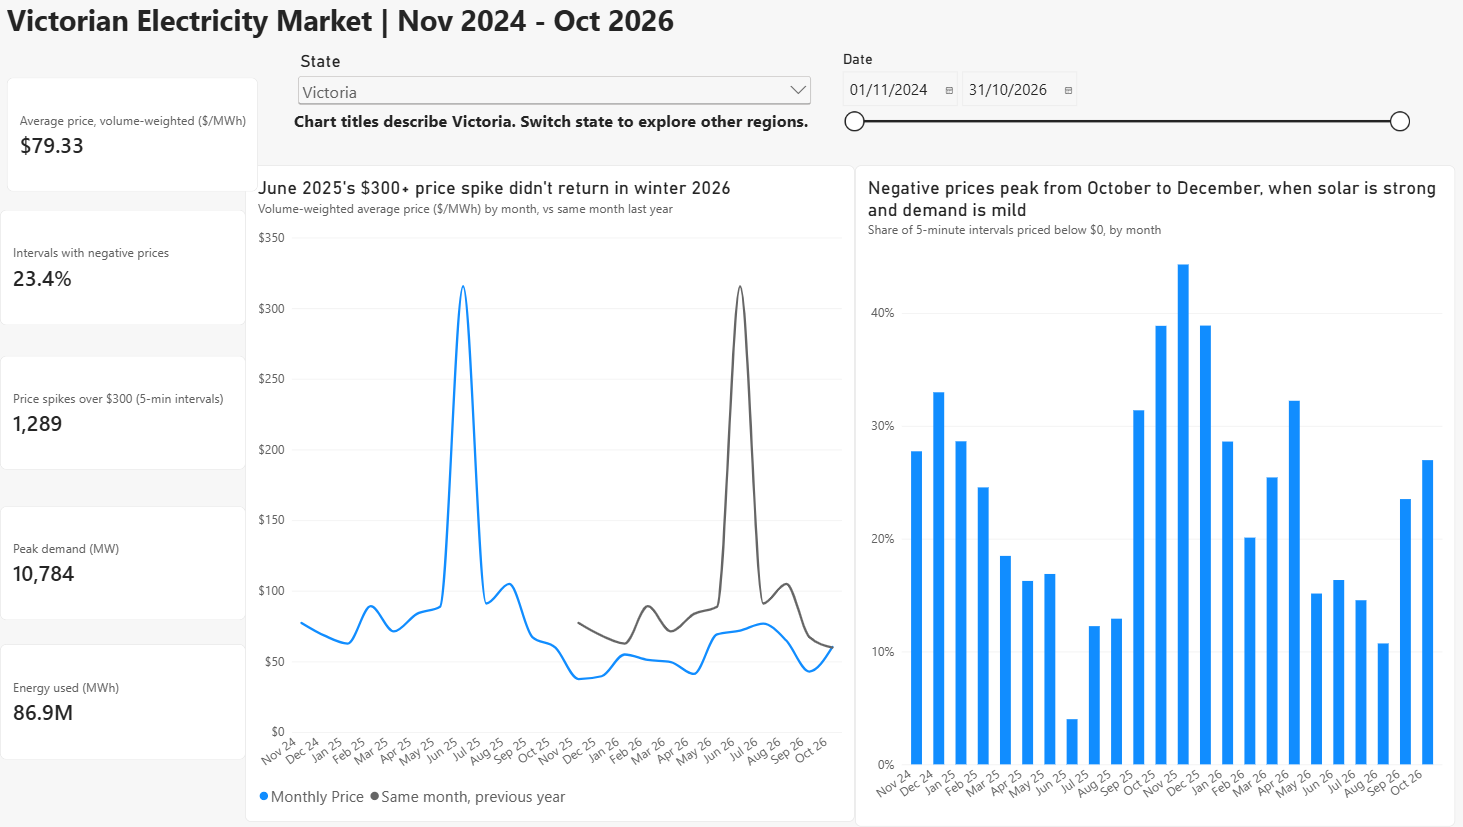 Victorian Electricity Market | Nov 2024 - Oct 2026
State
Victoria
Chart titles describe Victoria. Switch state to explore other regions.
Date
01/11/2024
31/10/2026
Average price, volume-weighted ($/MWh)
$79.33
Intervals with negative prices
23.4%
Price spikes over $300 (5-min intervals)
1,289
Peak demand (MW)
10,784
Energy used (MWh)
86.9M
June 2025's $300+ price spike didn't return in winter 2026
Volume-weighted average price ($/MWh) by month, vs same month last year
$350
$300
$250
$200
$150
$100
$50
$0
Nov 24
Dec 24
Jan 25
Feb 25
Mar 25
Apr 25
May 25
Jun 25
Jul 25
Aug 25
Sep 25
Oct 25
Nov 25
Dec 25
Jan 26
Feb 26
Mar 26
Apr 26
May 26
Jun 26
Jul 26
Aug 26
Sep 26
Oct 26
Monthly Price
Same month, previous year
Negative prices peak from October to December, when solar is strong
and demand is mild
Share of 5-minute intervals priced below $0, by month
40%
30%
20%
10%
0%
Nov 24
Dec 24
Jan 25
Feb 25
Mar 25
Apr 25
May 25
Jun 25
Jul 25
Aug 25
Sep 25
Oct 25
Nov 25
Dec 25
Jan 26
Feb 26
Mar 26
Apr 26
May 26
Jun 26
Jul 26
Aug 26
Sep 26
Oct 26